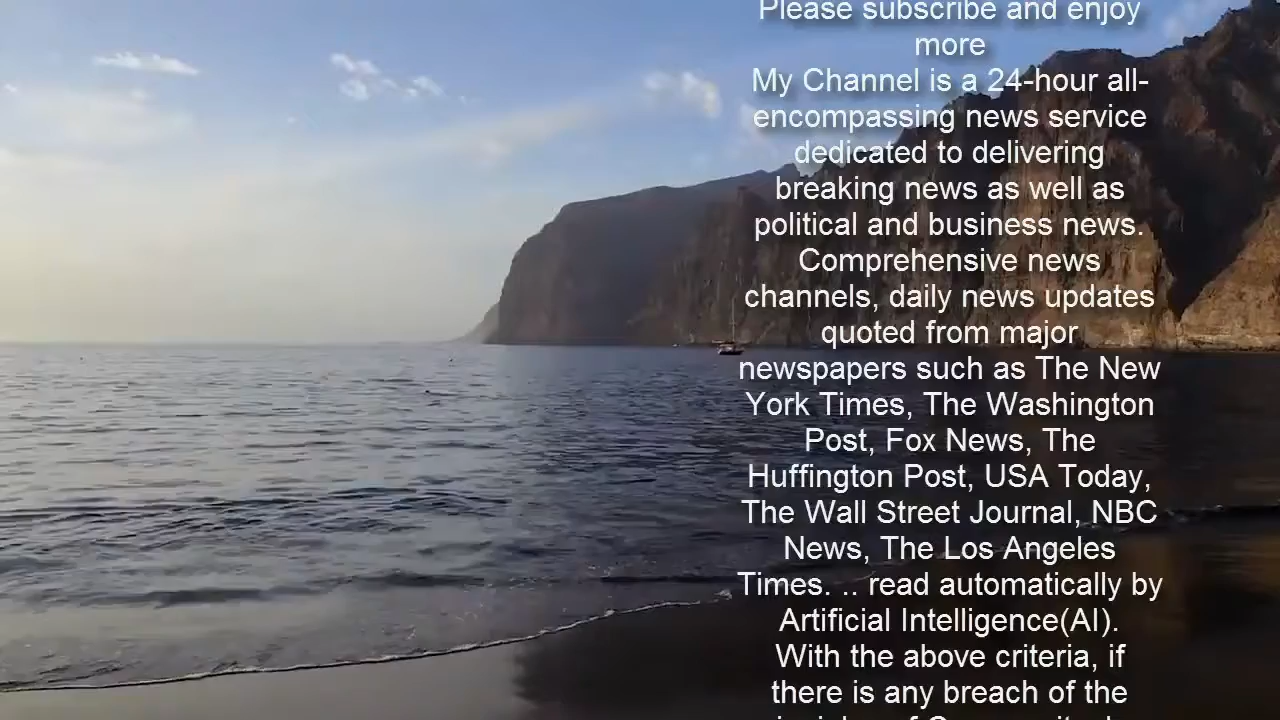 Please subscribe and enjoy
more
My Channel is a 24-hour all-
encompassing news service
dedicated to delivering
breaking news as well as
political and business news.
Comprehensive news
channels, daily news updates
quoted from major
newspapers such as The New
York Times, The Washington
Post, Fox News, The
Huffington Post, USA Today,
The Wall Street Journal, NBC
News, The Los Angeles
Times. .. read automatically by
Artificial Intelligence(AI).
With the above criteria, if
there is any breach of the